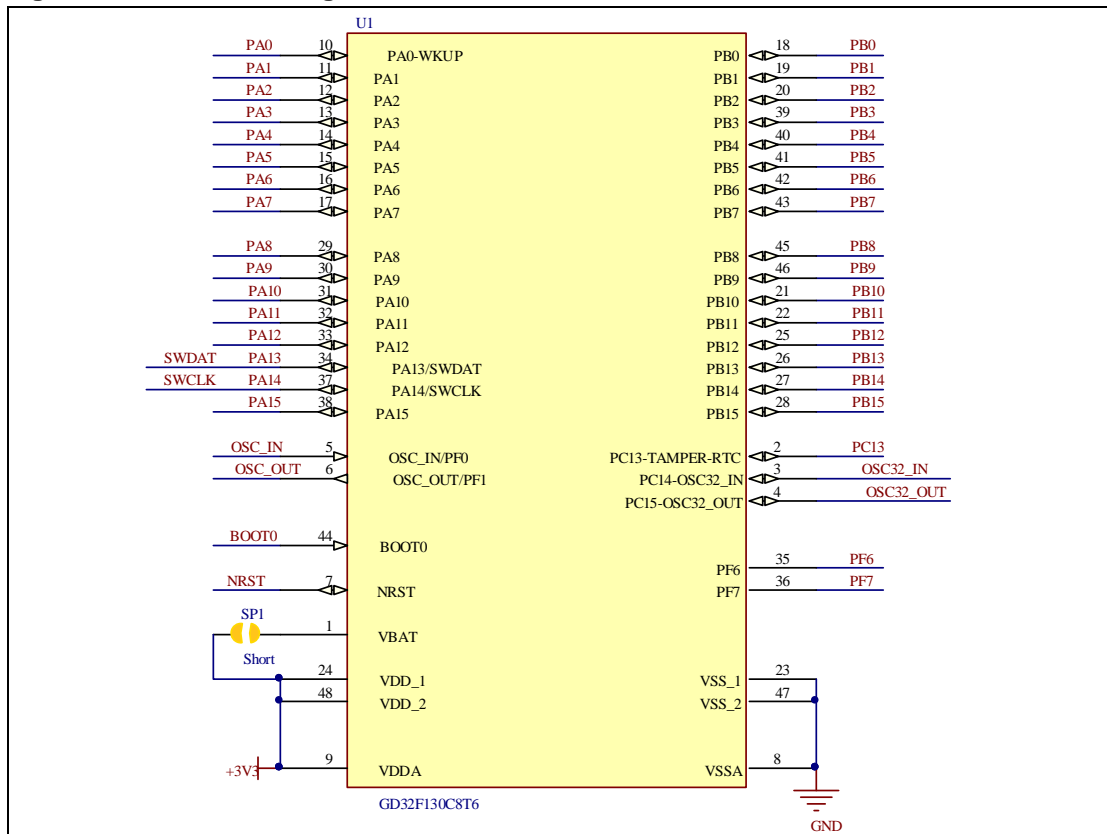 U1
PA0 10 PA0-WKUP PB0 18 PB0
PA1 11 PA1 PB1 19 PB1
PA2 12 PA2 PB2 20 PB2
PA3 13 PA3 PB3 39 PB3
PA4 14 PA4 PB4 40 PB4
PA5 15 PA5 PB5 41 PB5
PA6 16 PA6 PB6 42 PB6
PA7 17 PA7 PB7 43 PB7
PA8 29 PA8 PB8 45 PB8
PA9 30 PA9 PB9 46 PB9
PA10 31 PA10 PB10 21 PB10
PA11 32 PA11 PB11 22 PB11
PA12 33 PA12 PB12 25 PB12
SWDAT PA13 34 PA13/SWDAT PB13 26 PB13
SWCLK PA14 37 PA14/SWCLK PB14 27 PB14
PA15 38 PA15 PB15 28 PB15
OSC_IN 5 OSC_IN/PF0 PC13-TAMPER-RTC 2 PC13
OSC_OUT 6 OSC_OUT/PF1 PC14-OSC32_IN 3 OSC32_IN
PC15-OSC32_OUT 4 OSC32_OUT
BOOT0 44 BOOT0
PF6 35 PF6
NRST 7 NRST PF7 36 PF7
SP1
1 VBAT
Short
24 VDD_1 VSS_1 23
48 VDD_2 VSS_2 47
+3V3 9 VDDA VSSA 8
GD32F130C8T6
GND